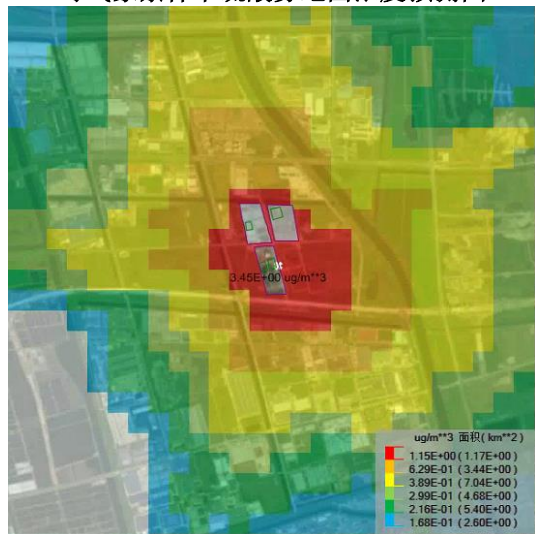 3.45E+00 ug/m**3
ug/m**3 面积(km**2)
1.15E+00(1.17E+00)
6.29E-01(3.44E+00)
3.89E-01(7.04E+00)
2.99E-01(4.68E+00)
2.16E-01(5.40E+00)
1.68E-01(2.60E+00)